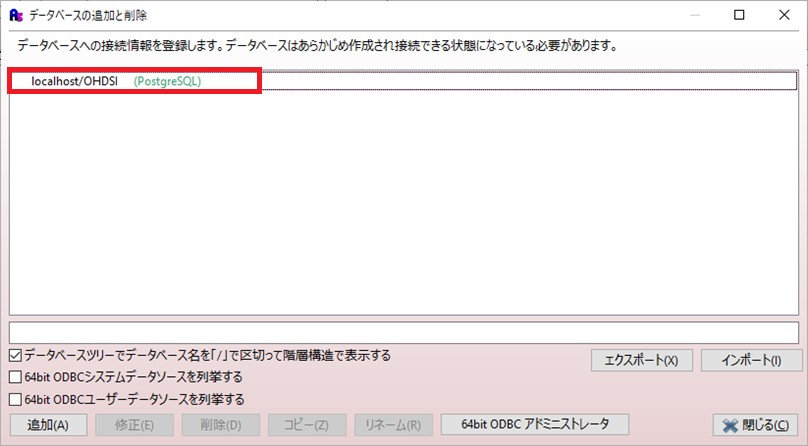 データベースの追加と削除
データベースへの接続情報を登録します。データベースはあらかじめ作成され接続できる状態になっている必要があります。
localhost/OHDSI (PostgreSQL)
データベースツリーでデータベース名を「/」で区切って階層構造で表示する
エクスポート(X) インポート(I)
64bit ODBCシステムデータソースを列挙する
64bit ODBCユーザーデータソースを列挙する
追加(A) 修正(E) 削除(D) コピー(Z) リネーム(R) 64bit ODBC アドミニストレータ 閉じる(C)